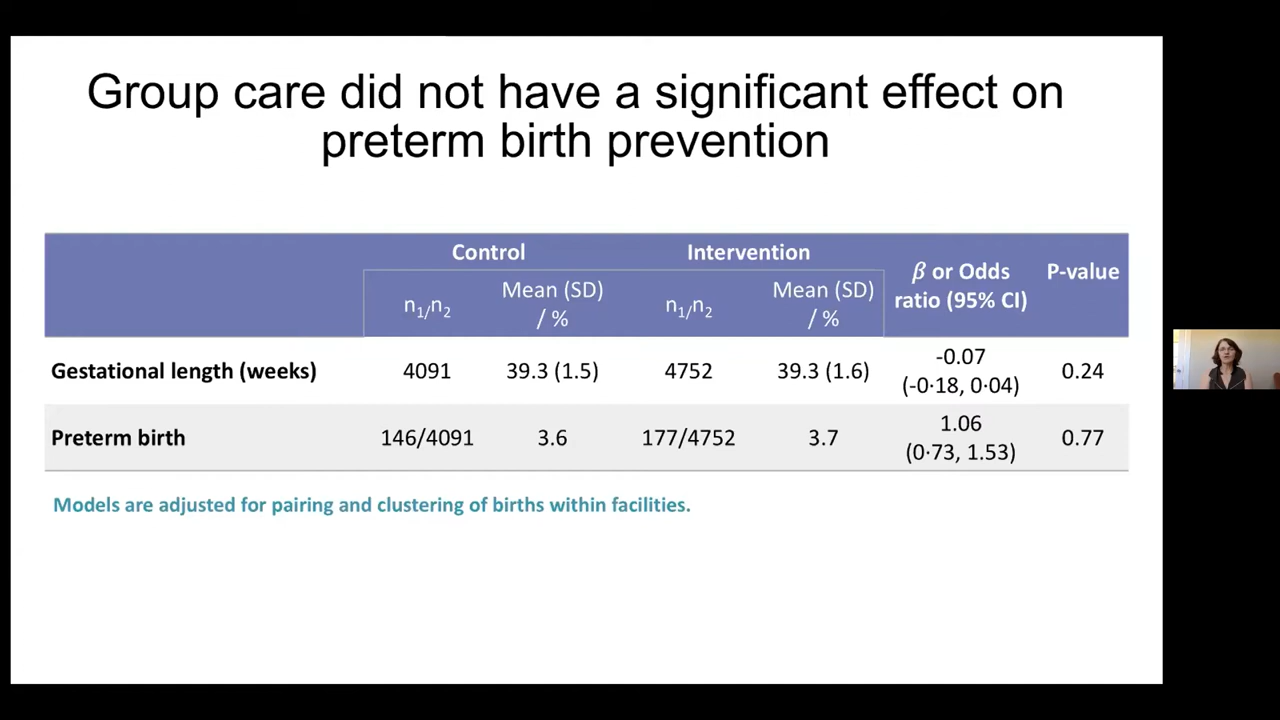 Group care did not have a significant effect on
preterm birth prevention
Control Intervention
β or Odds ratio (95% CI) P-value
n1/n2 Mean (SD) / % n1/n2 Mean (SD) / %
Gestational length (weeks) 4091 39.3 (1.5) 4752 39.3 (1.6) -0.07 (-0·18, 0·04) 0.24
Preterm birth 146/4091 3.6 177/4752 3.7 1.06 (0·73, 1.53) 0.77
Models are adjusted for pairing and clustering of births within facilities.